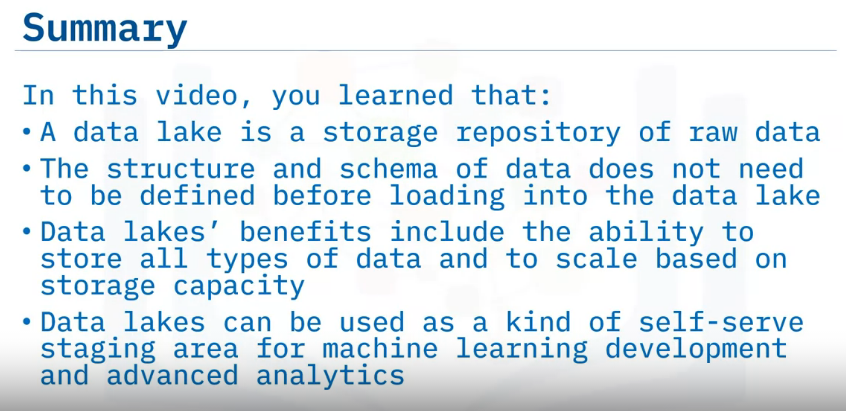 Summary
In this video, you learned that:
• A data lake is a storage repository of raw data
• The structure and schema of data does not need
to be defined before loading into the data lake
• Data lakes’ benefits include the ability to
store all types of data and to scale based on
storage capacity
• Data lakes can be used as a kind of self-serve
staging area for machine learning development
and advanced analytics